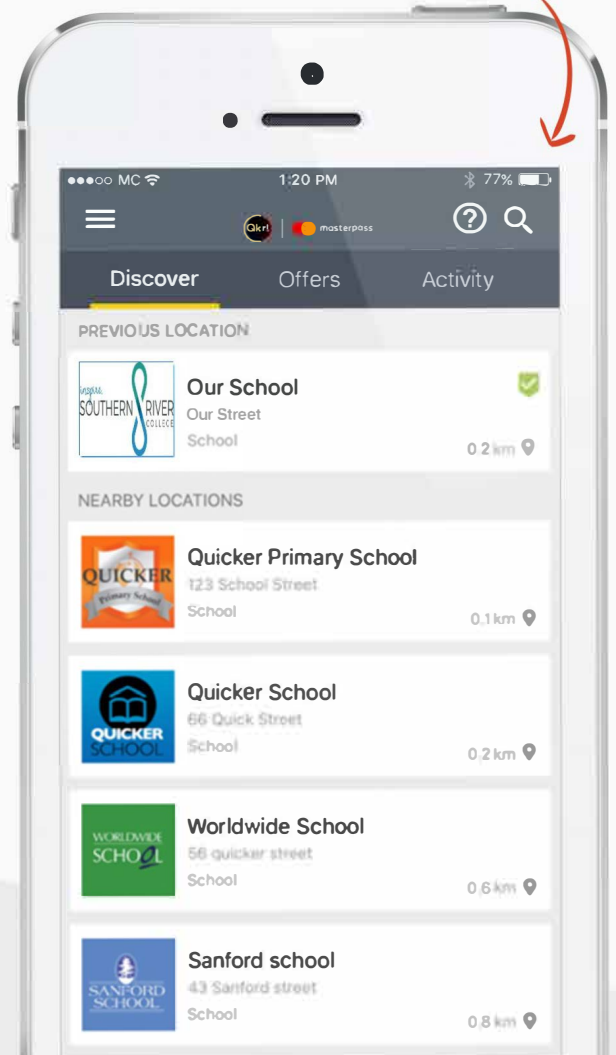 MC 1:20 PM 77%
Qkr! masterpass
Discover Offers Activity
PREVIOUS LOCATION
inspire.
SOUTHERN RIVER
COLLEGE
Our School
Our Street
School
0.2 km
NEARBY LOCATIONS
QUICKER
Primary School
Quicker Primary School
123 School Street
School
0.1 km
QUICKER
SCHOOL
Quicker School
66 Quick Street
School
0.2 km
WORLDWIDE
SCHOOL
Worldwide School
56 quicker street
School
0.6 km
SANFORD
SCHOOL
Sanford school
43 Sanford street
School
0.8 km